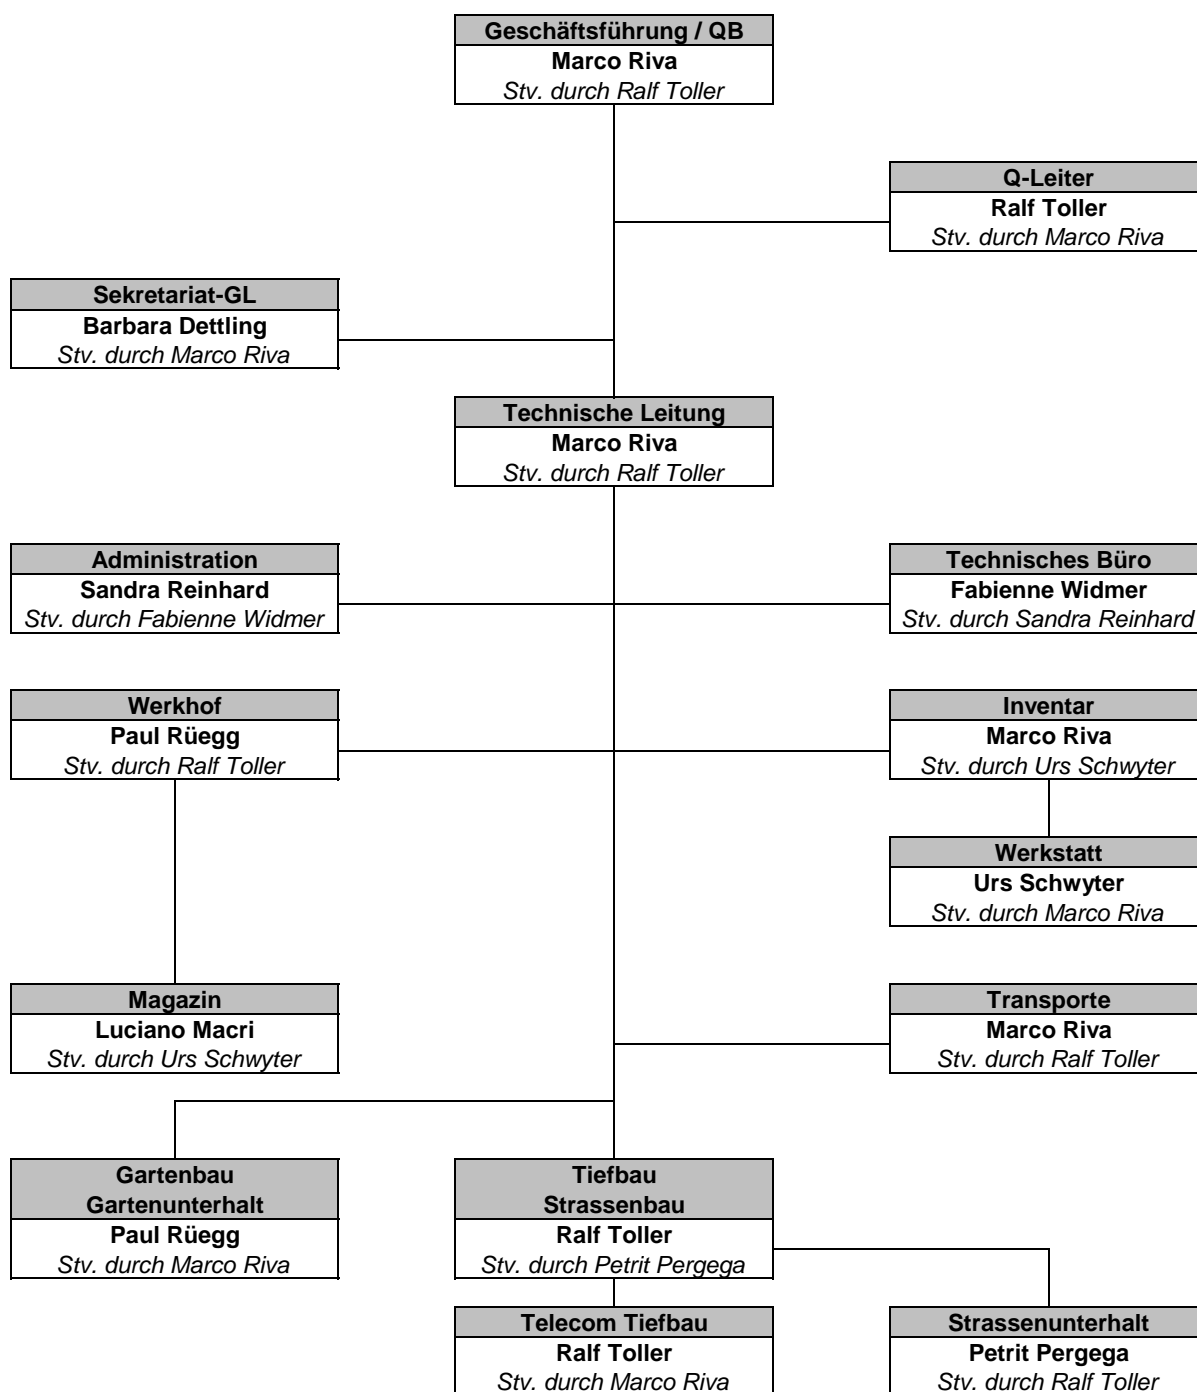 Geschäftsführung / QB
Marco Riva
Stv. durch Ralf Toller
Q-Leiter
Ralf Toller
Stv. durch Marco Riva
Sekretariat-GL
Barbara Dettling
Stv. durch Marco Riva
Technische Leitung
Marco Riva
Stv. durch Ralf Toller
Administration
Sandra Reinhard
Stv. durch Fabienne Widmer
Technisches Büro
Fabienne Widmer
Stv. durch Sandra Reinhard
Werkhof
Paul Rüegg
Stv. durch Ralf Toller
Inventar
Marco Riva
Stv. durch Urs Schwyter
Werkstatt
Urs Schwyter
Stv. durch Marco Riva
Magazin
Luciano Macri
Stv. durch Urs Schwyter
Transporte
Marco Riva
Stv. durch Ralf Toller
Gartenbau
Gartenunterhalt
Paul Rüegg
Stv. durch Marco Riva
Tiefbau
Strassenbau
Ralf Toller
Stv. durch Petrit Pergega
Telecom Tiefbau
Ralf Toller
Stv. durch Marco Riva
Strassenunterhalt
Petrit Pergega
Stv. durch Ralf Toller